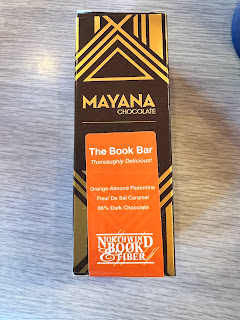 MAYANA
CHOCOLATE
The Book Bar
Thoreaughly Delicious!
Orange-Almond Florentine
Fleur De Sel Caramel
66% Dark Chocolate
NORTHWIND
BOOK
& FIBER